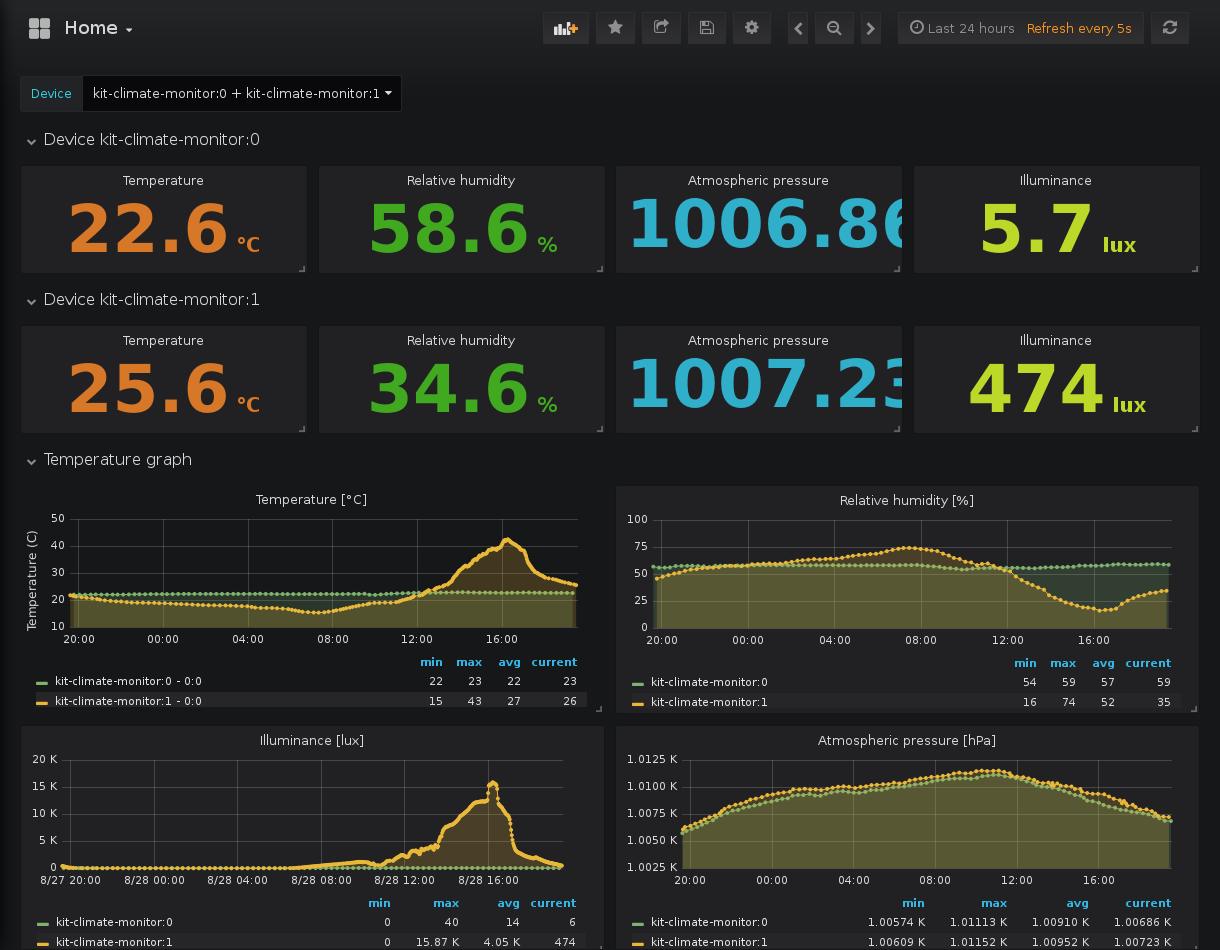 Home
Last 24 hours Refresh every 5s
Device kit-climate-monitor:0 + kit-climate-monitor:1
Device kit-climate-monitor:0
Temperature Relative humidity Atmospheric pressure Illuminance
22.6 °C 58.6 % 1006.86 5.7 lux
Device kit-climate-monitor:1
Temperature Relative humidity Atmospheric pressure Illuminance
25.6 °C 34.6 % 1007.23 474 lux
Temperature graph
Temperature [°C]
Temperature (C)
50
40
30
20
10
20:00 00:00 04:00 08:00 12:00 16:00
min max avg current
kit-climate-monitor:0 - 0:0 22 23 22 23
kit-climate-monitor:1 - 0:0 15 43 27 26
Relative humidity [%]
100
75
50
25
0
20:00 00:00 04:00 08:00 12:00 16:00
min max avg current
kit-climate-monitor:0 54 59 57 59
kit-climate-monitor:1 16 74 52 35
Illuminance [lux]
20 K
15 K
10 K
5 K
0
8/27 20:00 8/28 00:00 8/28 04:00 8/28 08:00 8/28 12:00 8/28 16:00
min max avg current
kit-climate-monitor:0 0 40 14 6
kit-climate-monitor:1 0 15.87 K 4.05 K 474
Atmospheric pressure [hPa]
1.0125 K
1.0100 K
1.0075 K
1.0050 K
1.0025 K
20:00 00:00 04:00 08:00 12:00 16:00
min max avg current
kit-climate-monitor:0 1.00574 K 1.01113 K 1.00910 K 1.00686 K
kit-climate-monitor:1 1.00609 K 1.01152 K 1.00952 K 1.00723 K